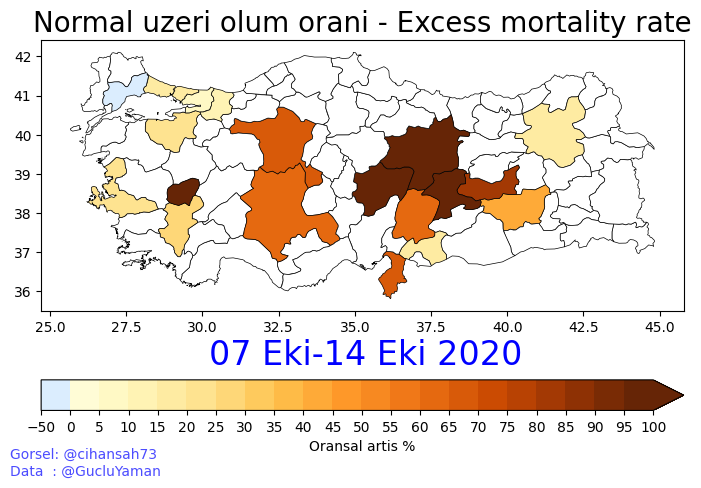 Normal uzeri olum orani - Excess mortality rate
42
41
40
39
38
37
36
25.0 27.5 30.0 32.5 35.0 37.5 40.0 42.5 45.0
07 Eki-14 Eki 2020
−50 0 5 10 15 20 25 30 35 40 45 50 55 60 65 70 75 80 85 90 95 100
Oransal artis %
Gorsel: @cihansah73
Data : @GucluYaman